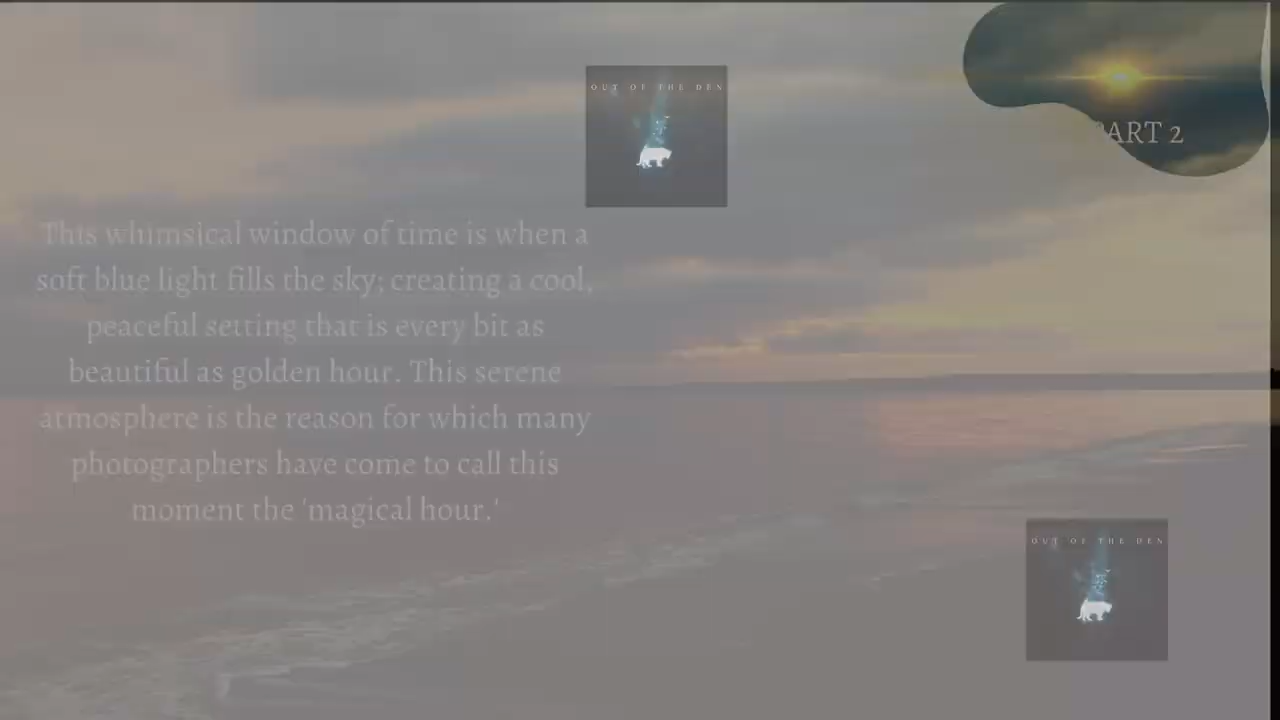 OUT OF THE DEN
PART 2
This whimsical window of time is when a
soft blue light fills the sky; creating a cool,
peaceful setting that is every bit as
beautiful as golden hour. This serene
atmosphere is the reason for which many
photographers have come to call this
moment the 'magical hour.'
OUT OF THE DEN